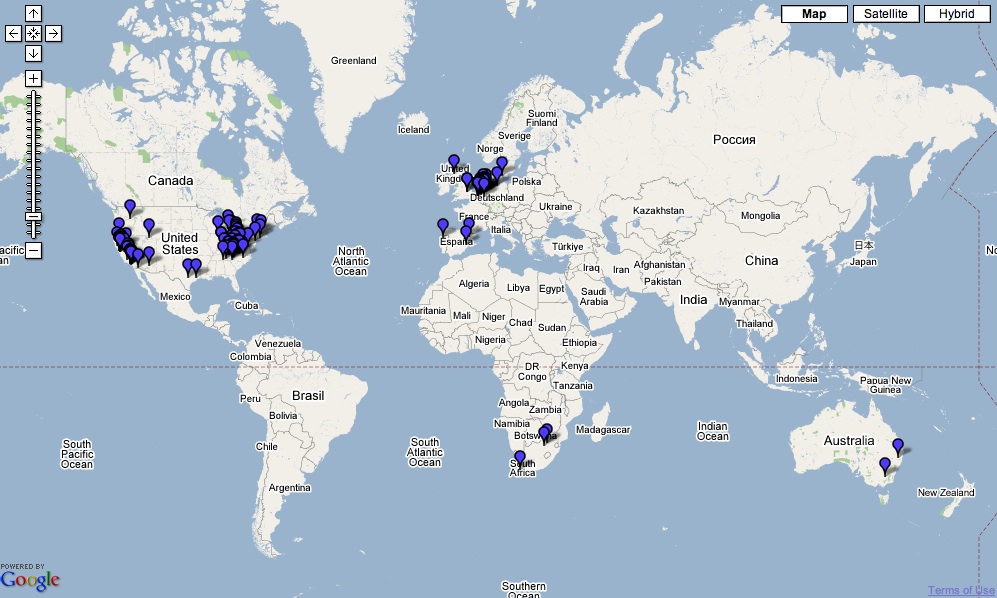 Map
Satellite
Hybrid
Greenland
Iceland
Suomi
Finland
Sverige
Norge
Россия
Canada
United
Kingd
Polska
Deutschland
Ukraine
France
Kazakhstan
Mongolia
Italia
España
Türkiye
United
States
North
Atlantic
Ocean
acific
an
No
日本
Japan
China
Iraq
Iran
Afghanistan
Pakistan
Algeria
Libya
Egypt
Saudi
Arabia
India
Myanmar
Mexico
Cuba
Mauritania
Mali
Niger
Chad
Sudan
Thailand
Nigeria
Ethiopia
Venezuela
Colombia
DR
Congo
Kenya
Tanzania
Indonesia
Papua New
Guinea
Peru
Brasil
Angola
Zambia
Bolivia
Namibia
Botswana
Madagascar
Indian
Ocean
Australia
Chile
South
Pacific
Ocean
South
Atlantic
Ocean
South
Africa
Argentina
New Zealand
POWERED BY
Google
Southern
Ocean
Terms of Use